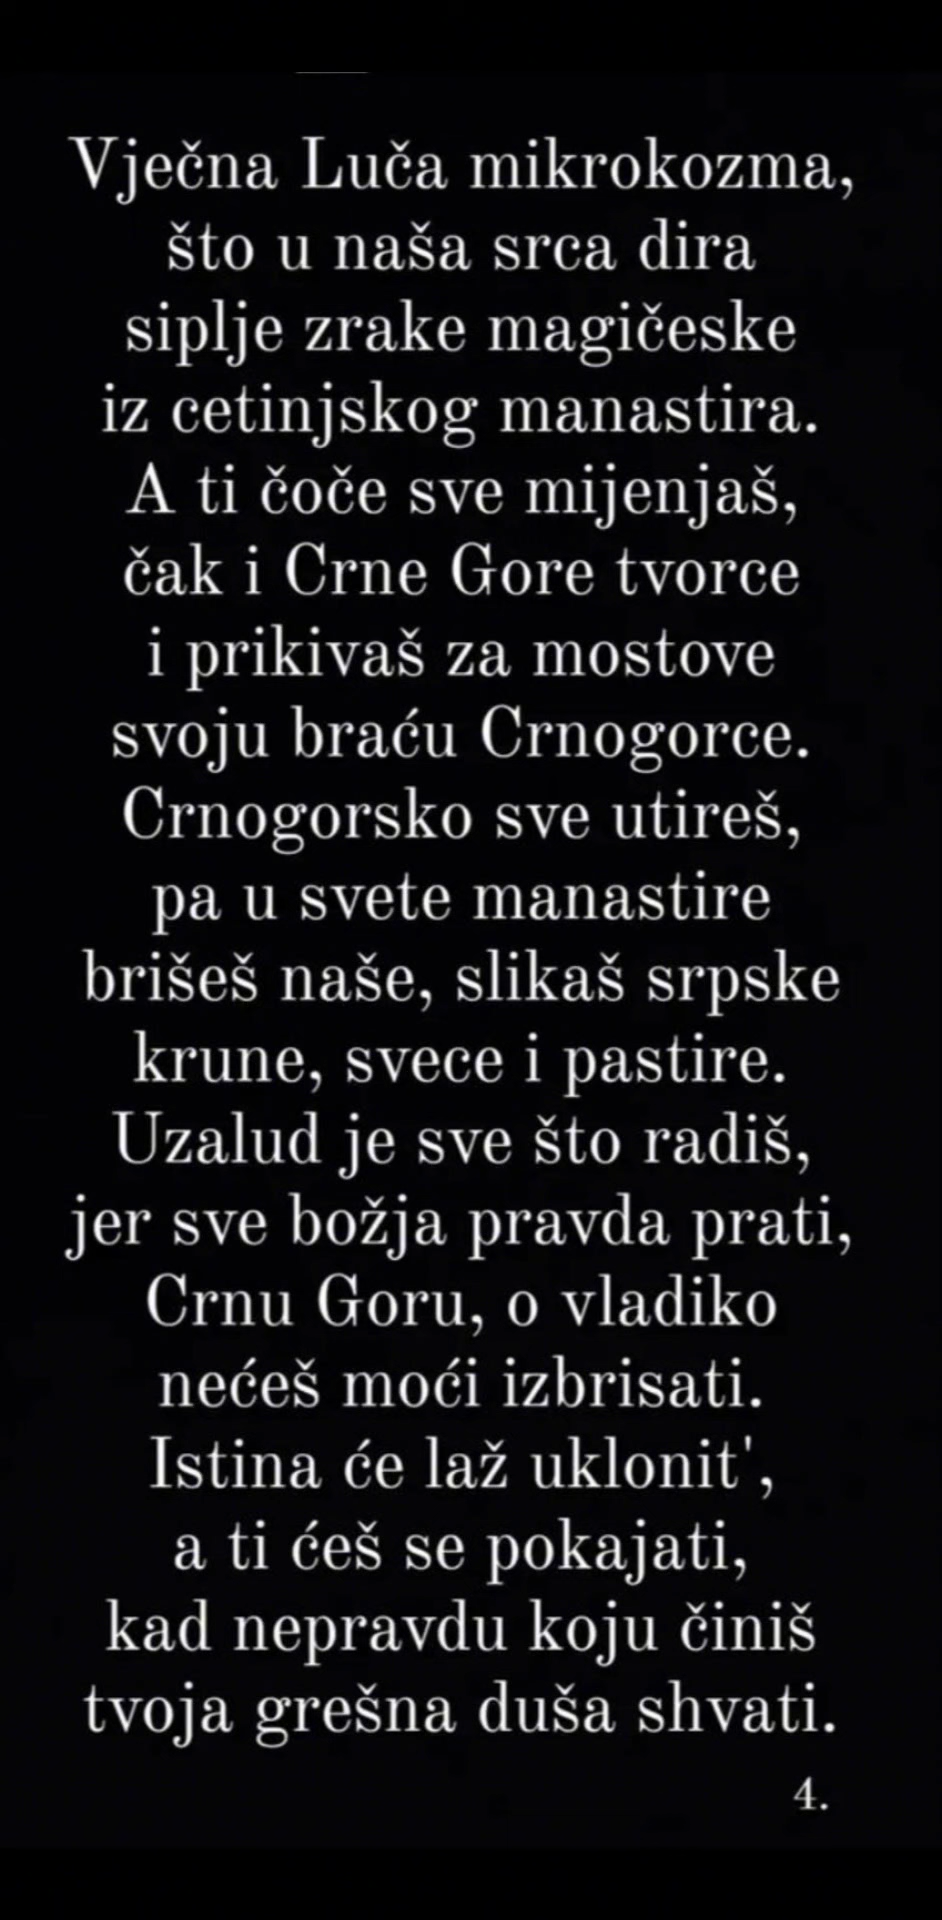 Vječna Luča mikrokozma,
što u naša srca dira
siplje zrake magičeske
iz cetinjskog manastira.
A ti čoče sve mijenjaš,
čak i Crne Gore tvorce
i prikivaš za mostove
svoju braću Crnogorce.
Crnogorsko sve utireš,
pa u svete manastire
brišeš naše, slikaš srpske
krune, svece i pastire.
Uzalud je sve što radiš,
jer sve božja pravda prati,
Crnu Goru, o vladiko
nećeš moći izbrisati.
Istina će laž uklonit',
a ti ćeš se pokajati,
kad nepravdu koju činiš
tvoja grešna duša shvati.
4.